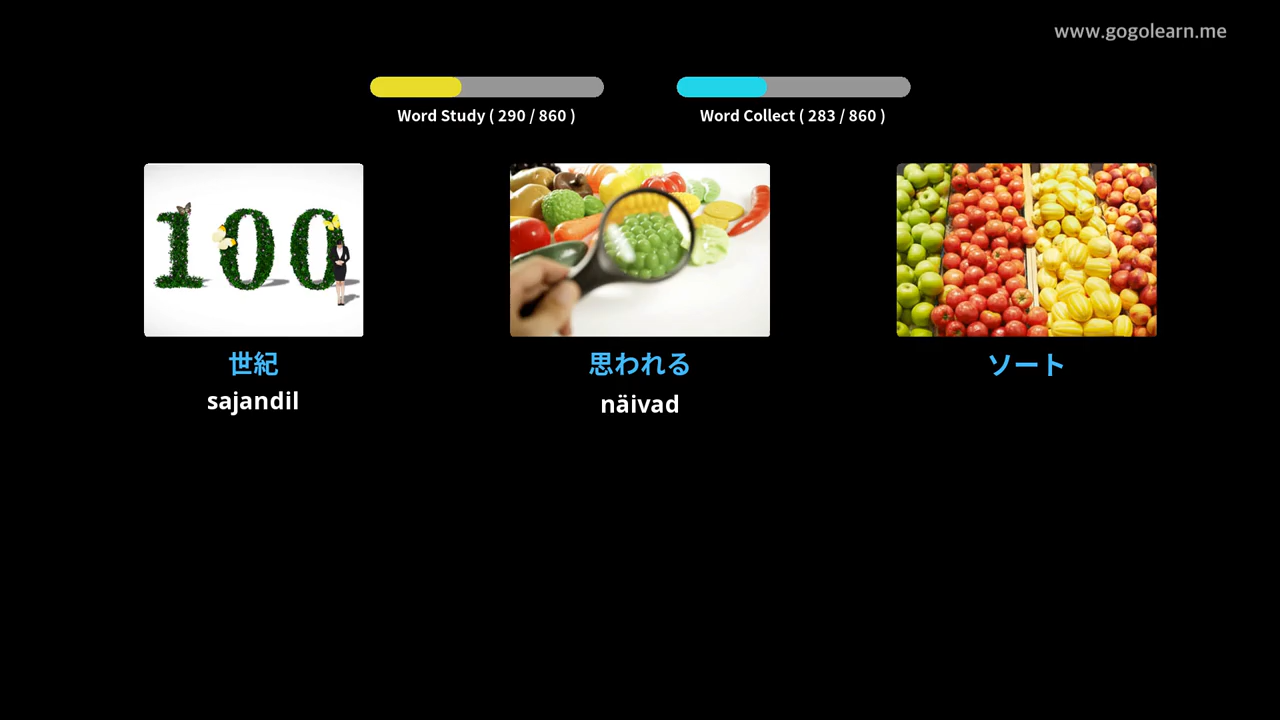 www.gogolearn.me
Word Study ( 290 / 860 )
Word Collect ( 283 / 860 )
100
世紀
思われる
ソート
sajandil
näivad